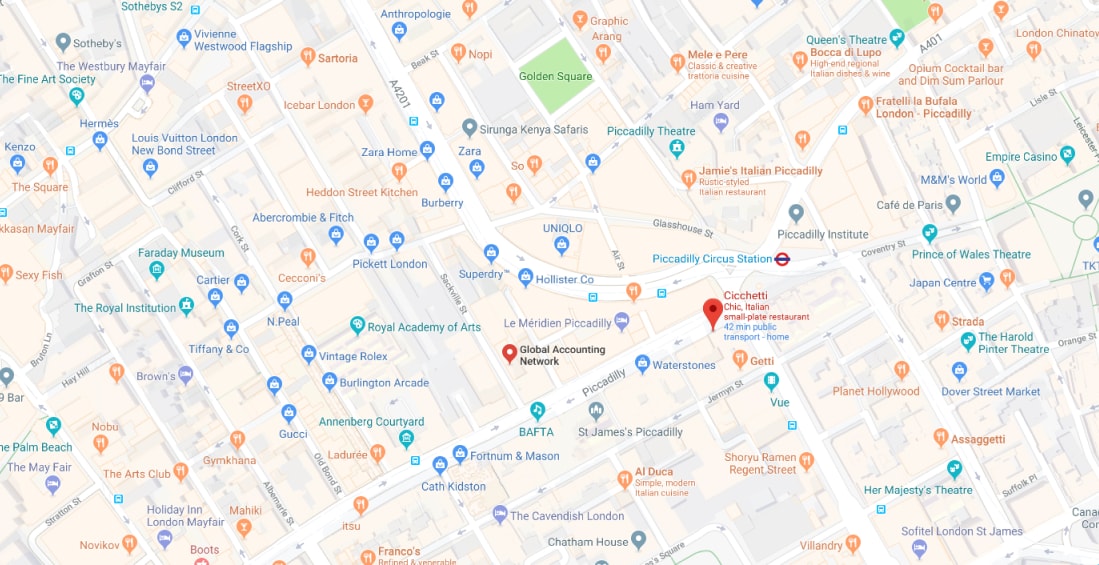 Sothebys S2
Anthropologie
Graphic
Arang
Queen's Theatre
A401
London Chinatow
Sotheby's
Vivienne
Westwood Flagship
Sartoria
Nopi
Beak St
Golden Square
Mele e Pere
Classic & creative
trattoria cuisine
Bocca di Lupo
High-end regional
Italian dishes & wine
Opium Cocktail bar
and Dim Sum Parlour
The Westbury Mayfair
The Fine Art Society
StreetXO
Icebar London
A4201
Ham Yard
Fratelli la Bufala
London - Piccadilly
Lisle St
Leicester
Hermès
Louis Vuitton London
New Bond Street
Sirunga Kenya Safaris
Piccadilly Theatre
Kenzo
Zara Home
Zara
So
Empire Casino
The Square
Clifford St
Heddon Street Kitchen
Burberry
Jamie's Italian Piccadilly
Rustic-styled
Italian restaurant
M&M's World
Café de Paris
kkasan Mayfair
Abercrombie & Fitch
Cork St
UNIQLO
Glasshouse St
Piccadilly Institute
Faraday Museum
Pickett London
Air St
Coventry St
Prince of Wales Theatre
Piccadilly Circus Station
TKT
Sexy Fish
Grafton St
Cartier
Cecconi's
Superdry
Hollister Co
Japan Centre
Sackville St
The Royal Institution
N.Peal
Cicchetti
Chic, Italian
small-plate restaurant
42 min public
transport - home
Royal Academy of Arts
Le Méridien Piccadilly
Strada
Bruton Ln
Tiffany & Co
The Harold
Pinter Theatre
Orange St
Global Accounting
Network
Vintage Rolex
Waterstones
Getti
Hay Hill
Brown's
Burlington Arcade
Piccadilly
Jermyn St
Planet Hollywood
Dover Street Market
9 Bar
Vue
Gucci
Annenberg Courtyard
BAFTA
St James's Piccadilly
Nobu
Assaggetti
he Palm Beach
Gymkhana
Ladurée
Fortnum & Mason
Shoryu Ramen
Regent Street
The Arts Club
Old Bond St
Al Duca
Simple, modern
Italian cuisine
The May Fair
Cath Kidston
Her Majesty's Theatre
Suffolk Pl
Albemarle St
Stratton St
Holiday Inn
London Mayfair
Mahiki
itsu
The Cavendish London
Canac
Co
Sofitel London St James
Novikov
Boots
Franco's
Refined & venerable
Chatham House
s's Square
Villandry